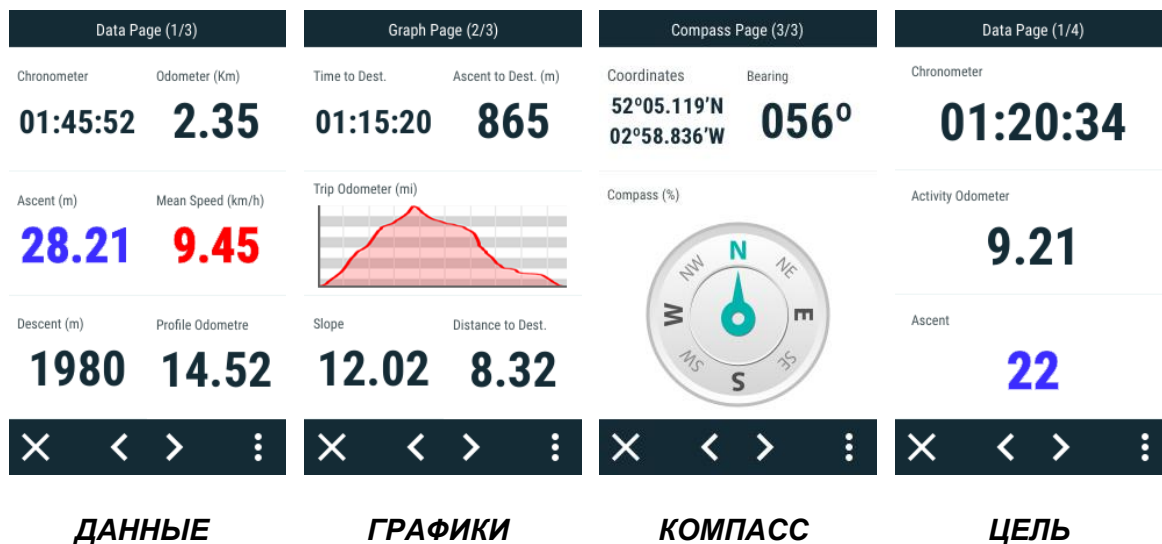 Data Page (1/3)
Chronometer Odometer (Km)
01:45:52 2.35
Ascent (m) Mean Speed (km/h)
28.21 9.45
Descent (m) Profile Odometre
1980 14.52
ДАННЫЕ
Graph Page (2/3)
Time to Dest. Ascent to Dest. (m)
01:15:20 865
Trip Odometer (mi)
Slope Distance to Dest.
12.02 8.32
ГРАФИКИ
Compass Page (3/3)
Coordinates Bearing
52º05.119’N
02º58.836’W
056º
Compass (%)
N
NW NE
W E
SW SE
S
КОМПАСС
Data Page (1/4)
Chronometer
01:20:34
Activity Odometer
9.21
Ascent
22
ЦЕЛЬ